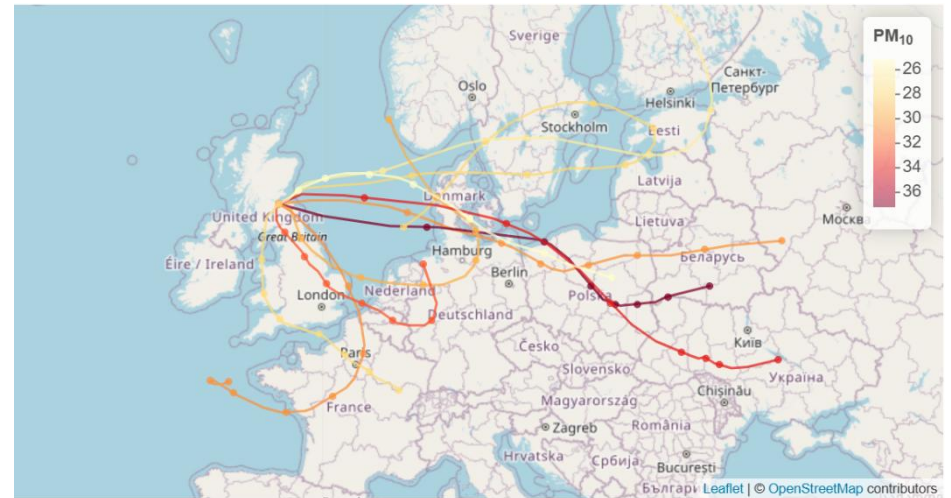 Sverige
PM10
26
28
30
32
34
36
Санкт-
Петербург
Oslo
Helsinki
Stockholm
Eesti
Latvija
Danmark
United Kingdom
Great Britain
Lietuva
Москва
Éire / Ireland
Hamburg
Беларусь
Berlin
London
Nederland
Polska
Deutschland
Paris
Česko
Київ
Slovensko
Україна
France
Magyarország
Chișinău
Zagreb
România
Hrvatska
Србија
București
Българи
Leaflet | © OpenStreetMap contributors